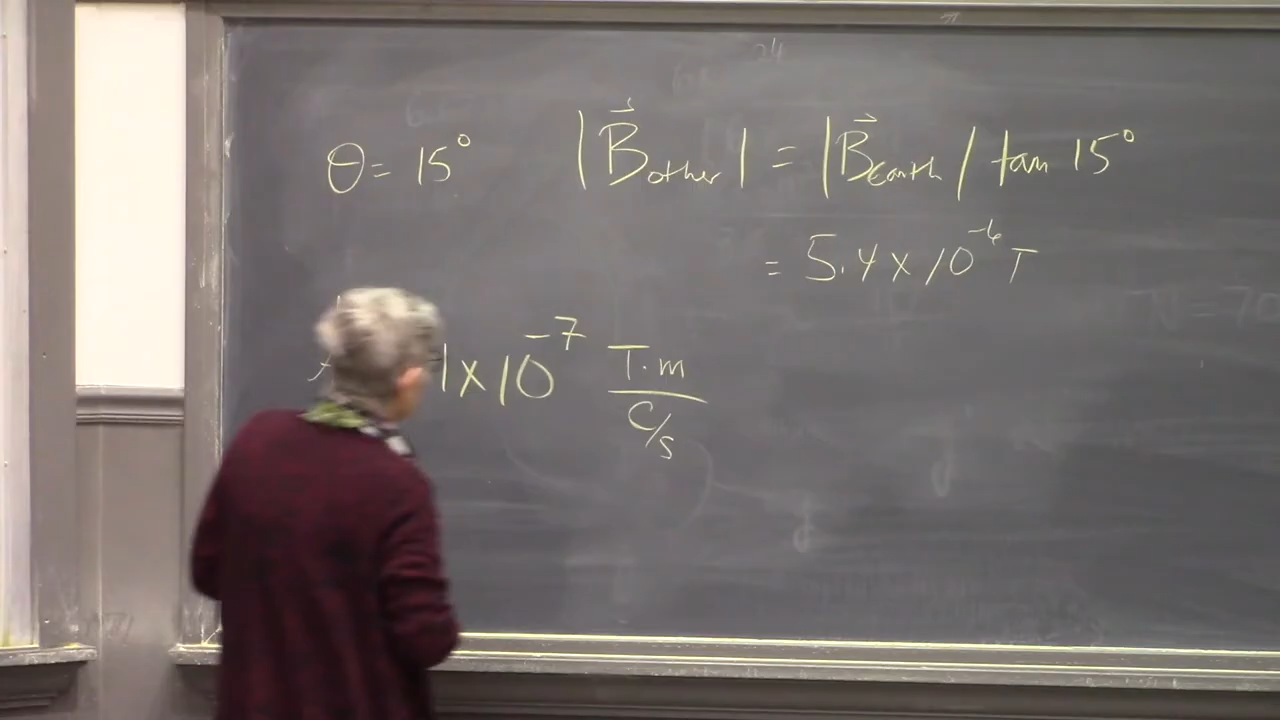 θ = 15° |B⃗other| = |B⃗Earth| tan 15°
= 5.4 x 10⁻⁶ T
1 x 10⁻⁷ T·m / C/s